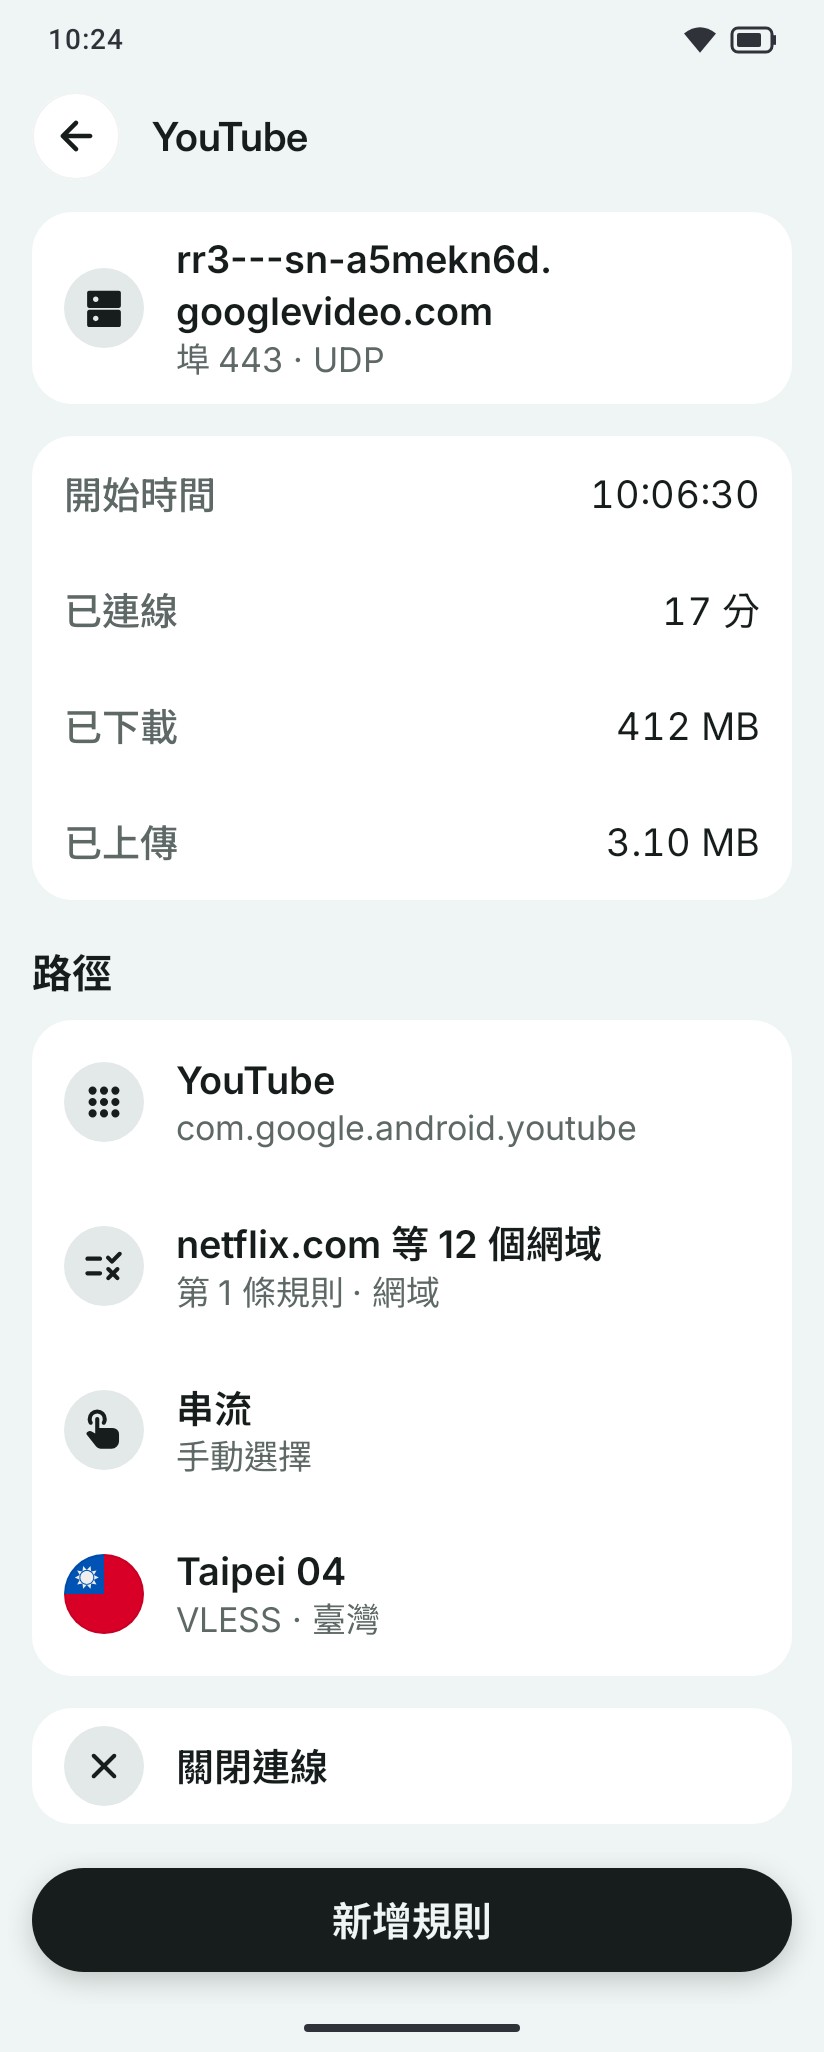 10:24
YouTube
rr3---sn-a5mekn6d.
googlevideo.com
埠 443 · UDP
開始時間
10:06:30
已連線
17 分
已下載
412 MB
已上傳
3.10 MB
路徑
YouTube
com.google.android.youtube
netflix.com 等 12 個網域
第 1 條規則 · 網域
串流
手動選擇
Taipei 04
VLESS · 臺灣
關閉連線
新增規則